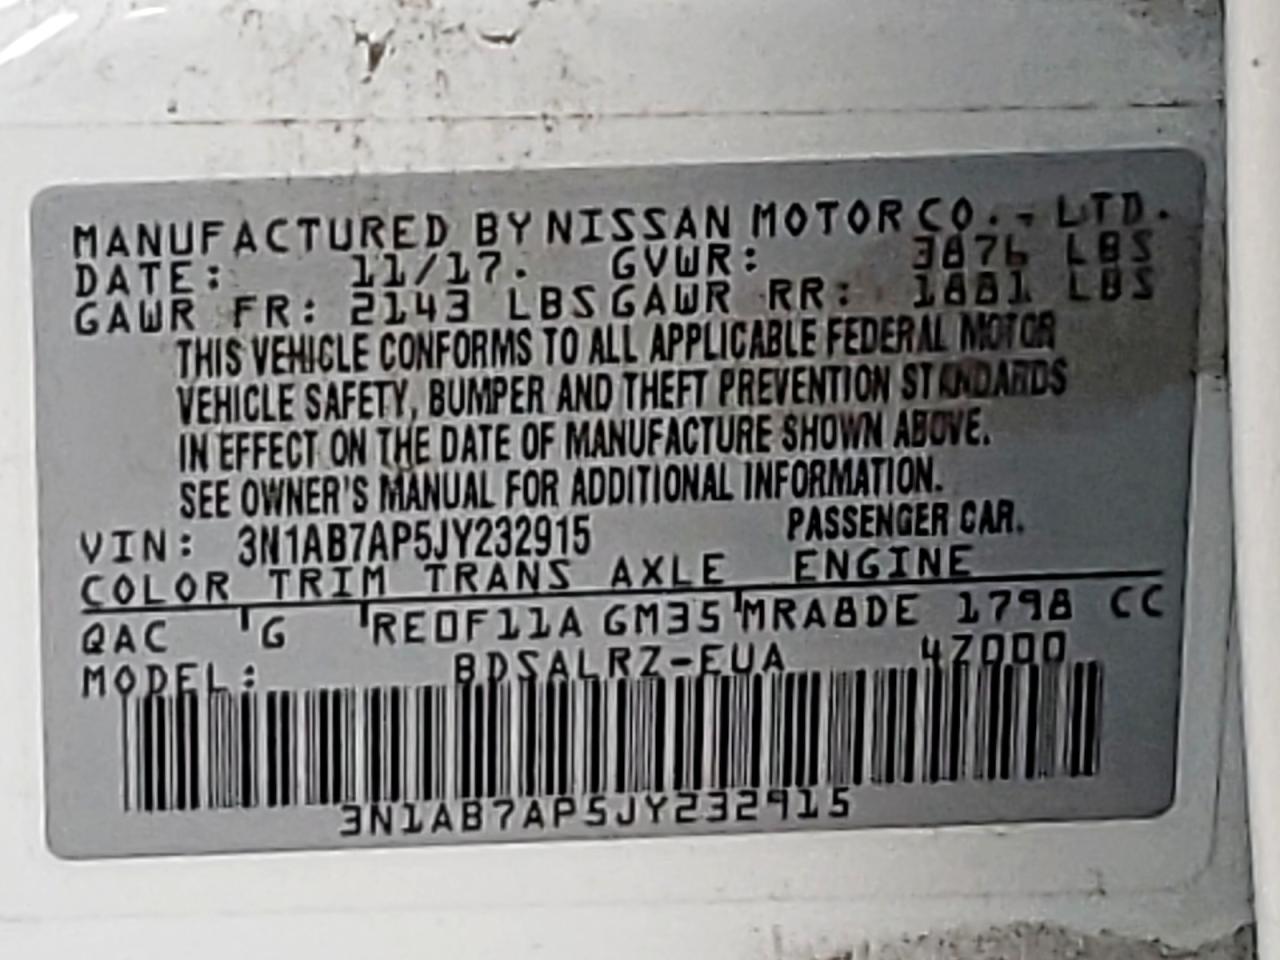 MANUFACTURED BY NISSAN MOTOR CO., LTD.
DATE: 11/17. GVWR: 3876 LBS
GAWR FR: 2143 LBS GAWR RR: 1881 LBS
THIS VEHICLE CONFORMS TO ALL APPLICABLE FEDERAL MOTOR
VEHICLE SAFETY, BUMPER AND THEFT PREVENTION STANDARDS
IN EFFECT ON THE DATE OF MANUFACTURE SHOWN ABOVE.
SEE OWNER'S MANUAL FOR ADDITIONAL INFORMATION.
VIN: 3N1AB7AP5JY232915 PASSENGER CAR.
COLOR TRIM TRANS AXLE ENGINE
QAC G RE0F11A GM35 MRA8DE 1798 CC
MODEL: BDSALRZ-EUA 4Z000
3N1AB7AP5JY232915